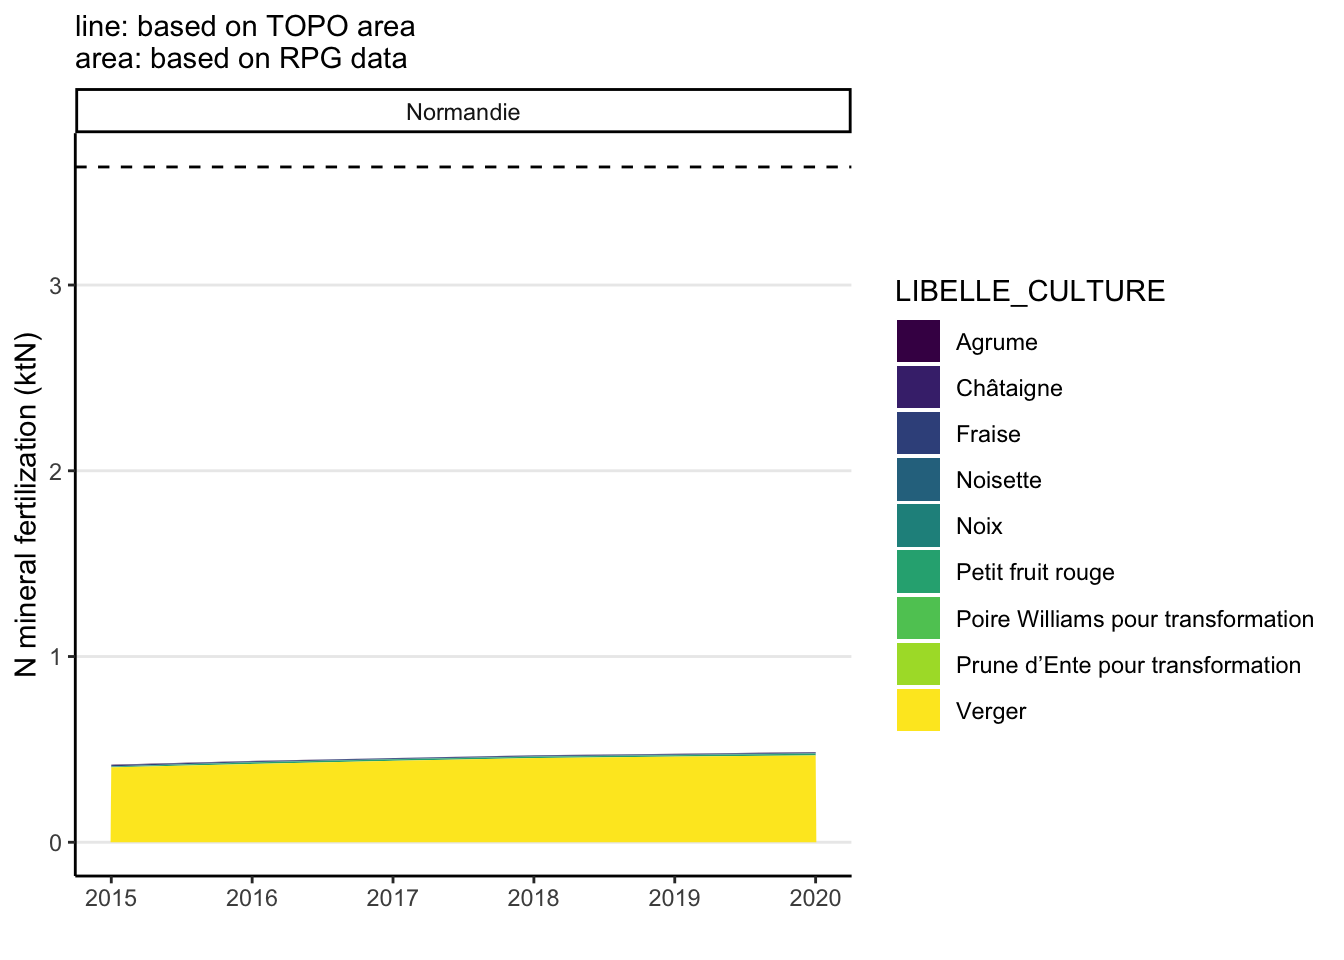 line: based on TOPO area
area: based on RPG data
Normandie
N mineral fertilization (ktN)
3
2
1
0
2015 2016 2017 2018 2019 2020
LIBELLE_CULTURE
Agrume
Châtaigne
Fraise
Noisette
Noix
Petit fruit rouge
Poire Williams pour transformation
Prune d’Ente pour transformation
Verger